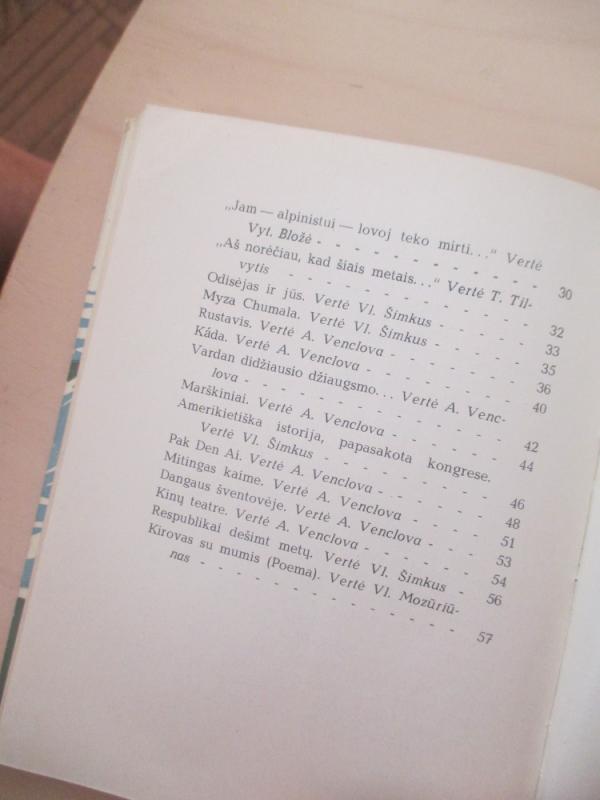 „Jam — alpinistui — lovoj teko mirti...“ Vertė
Vyt. Bložė - - - - - - - - - - - 30
„Aš norėčiau, kad šiais metais...“ Vertė T. Til-
vytis - - - - - - - - - - - 32
Odisėjas ir jūs. Vertė Vl. Šimkus - - - - - 33
Myza Chumala. Vertė Vl. Šimkus - - - - - 35
Rustavis. Vertė A. Venclova - - - - - - 36
Káda. Vertė A. Venclova - - - - - - - 40
Vardan didžiausio džiaugsmo... Vertė A. Venc-
lova - - - - - - - - - - - - 42
Marškiniai. Vertė A. Venclova - - - - - - 44
Amerikietiška istorija, papasakota kongrese.
Vertė Vl. Šimkus - - - - - - - - 46
Pak Den Ai. Vertė A. Venclova - - - - - - 48
Mitingas kaime. Vertė A. Venclova - - - - 51
Dangaus šventovėje. Vertė A. Venclova - - - 53
Kinų teatre. Vertė A. Venclova - - - - - - 54
Respublikai dešimt metų. Vertė Vl. Šimkus - 56
Kirovas su mumis (Poema). Vertė Vl. Mozūriū-
nas - - - - - - - - - - - - 57